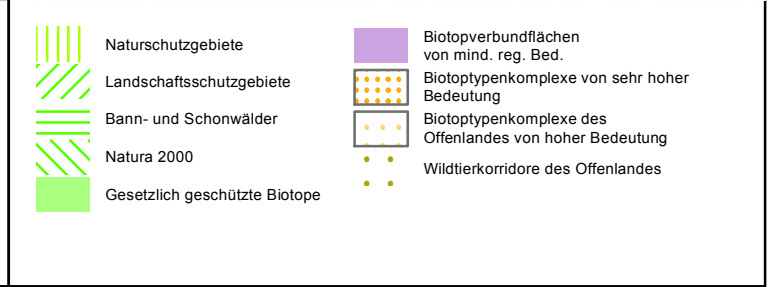 Naturschutzgebiete
Landschaftsschutzgebiete
Bann- und Schonwälder
Natura 2000
Gesetzlich geschützte Biotope
Biotopverbundflächen
von mind. reg. Bed.
Biotoptypenkomplexe von sehr hoher
Bedeutung
Biotoptypenkomplexe des
Offenlandes von hoher Bedeutung
Wildtierkorridore des Offenlandes